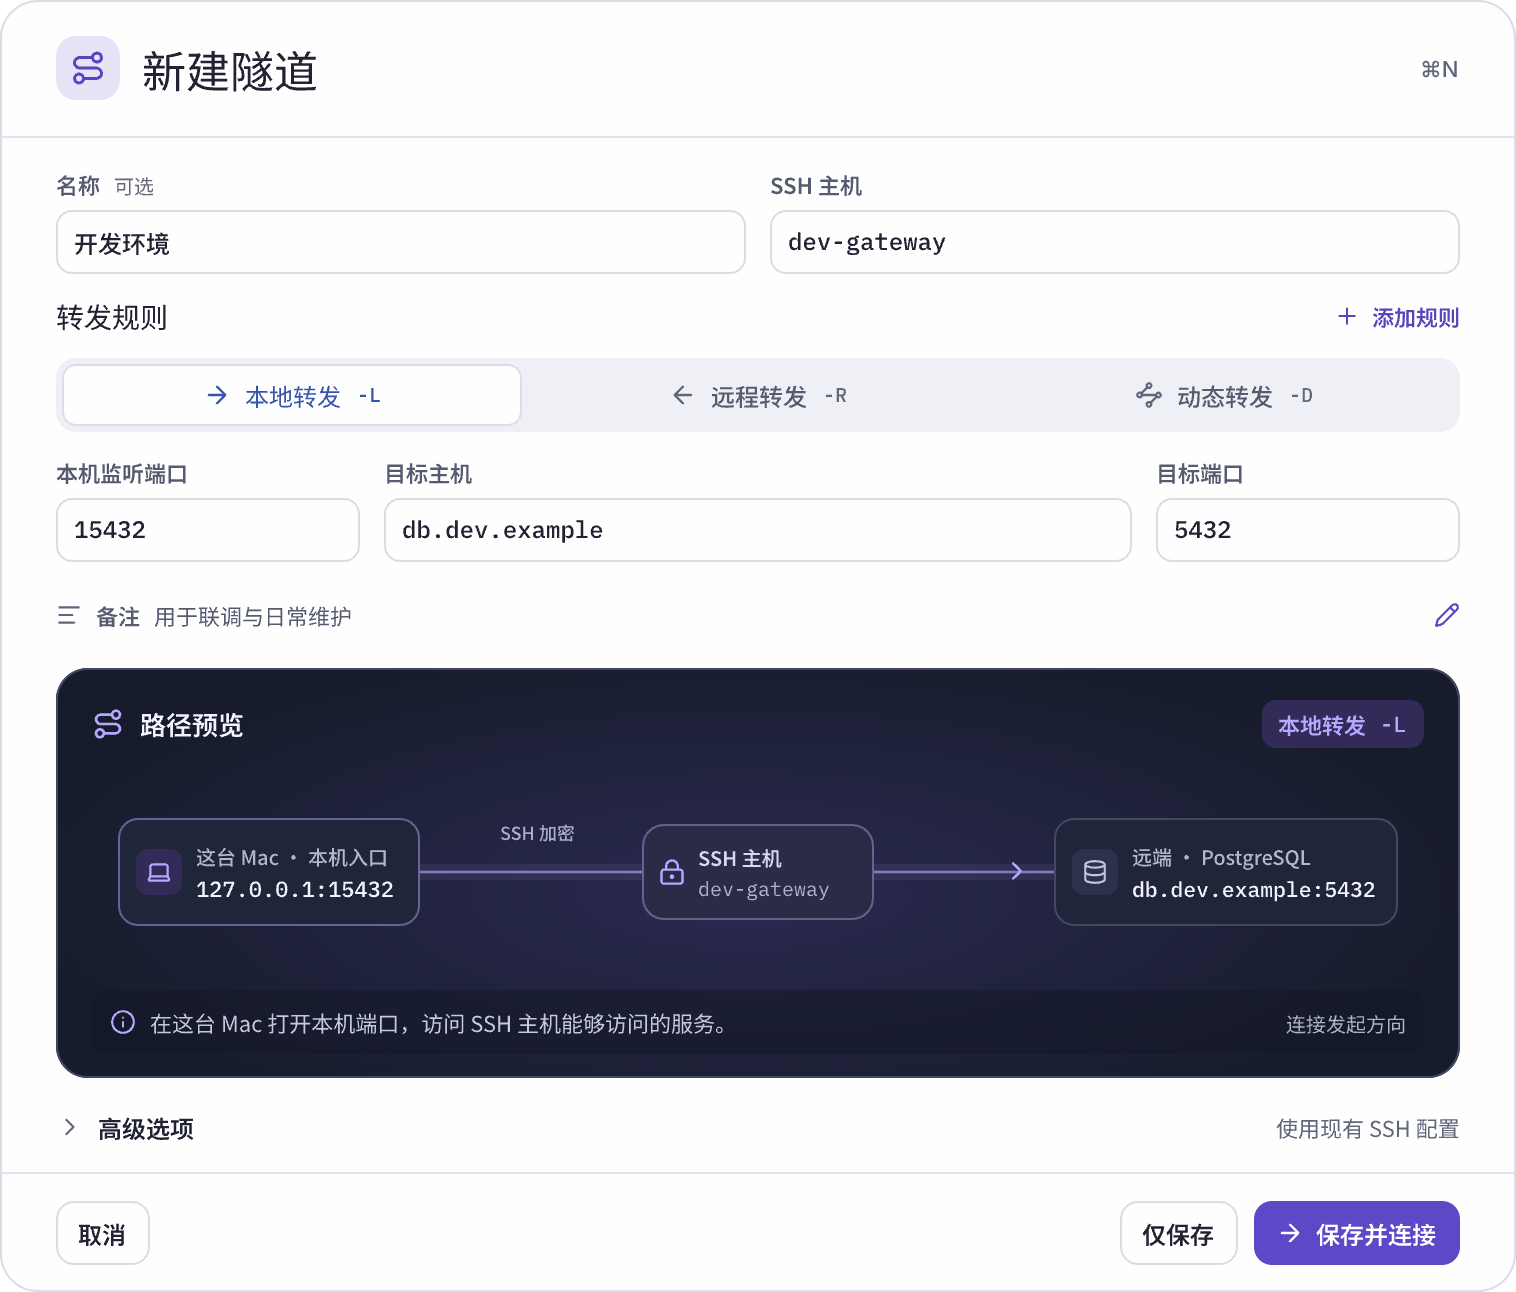 新建隧道
⌘N
名称 可选
SSH 主机
开发环境
dev-gateway
转发规则
添加规则
本地转发 -L
远程转发 -R
动态转发 -D
本机监听端口
目标主机
目标端口
15432
db.dev.example
5432
备注 用于联调与日常维护
路径预览
本地转发 -L
这台 Mac • 本机入口
127.0.0.1:15432
SSH 加密
SSH 主机
dev-gateway
远端 • PostgreSQL
db.dev.example:5432
在这台 Mac 打开本机端口，访问 SSH 主机能够访问的服务。
连接发起方向
高级选项
使用现有 SSH 配置
取消
仅保存
保存并连接